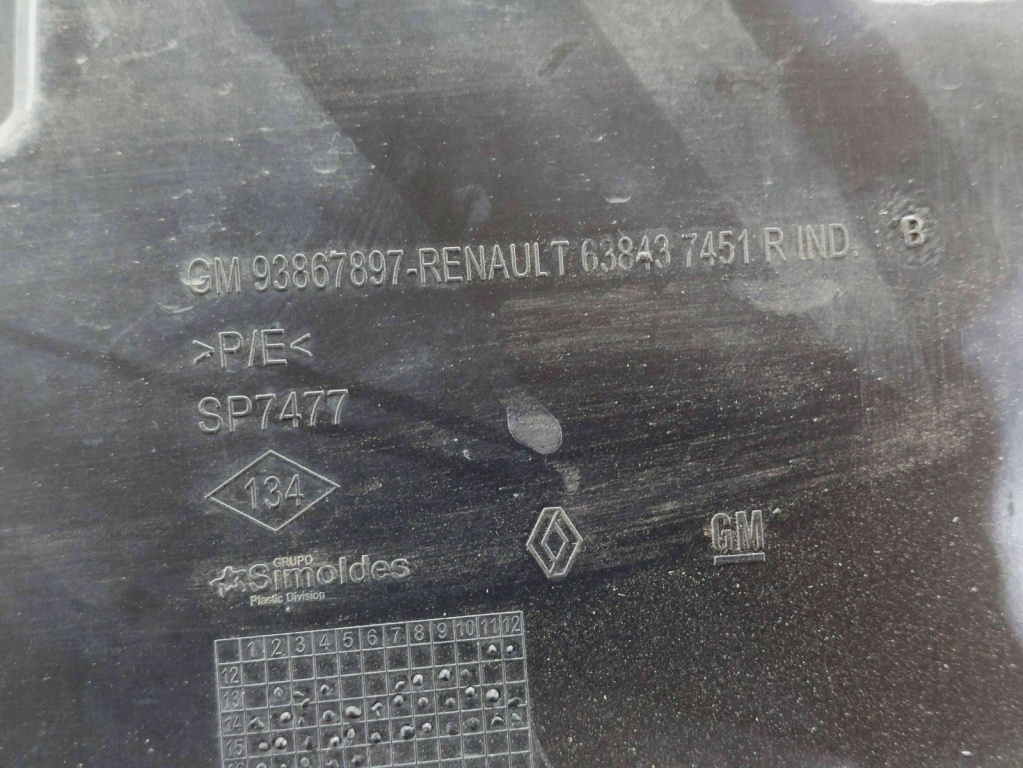 GM 93867897-RENAULT 63843 7451 R IND. B
>P/E<
SP7477
134
GRUPO
Simoldes
Plastic Division
GM
1 2 3 4 5 6 7 8 9 10 11 12
12
13
14
15
16